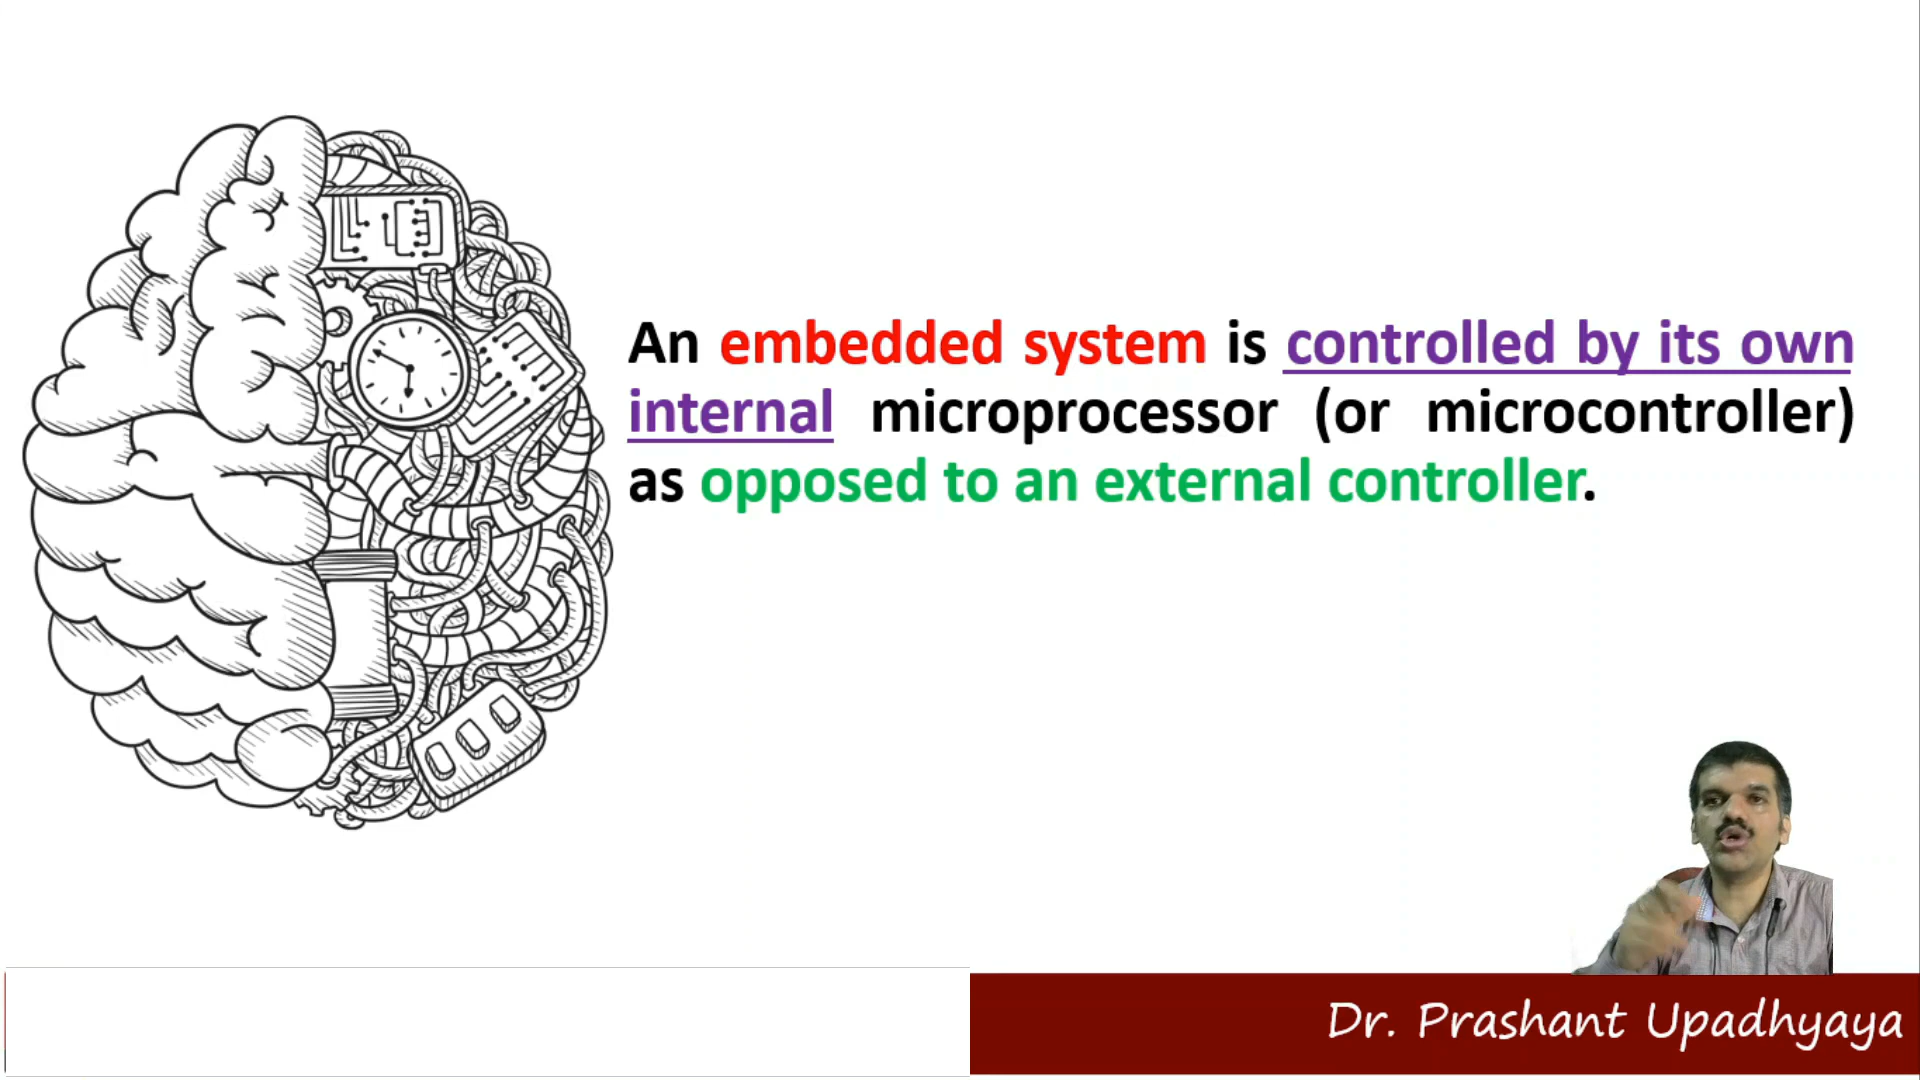 An embedded system is controlled by its own
internal microprocessor (or microcontroller)
as opposed to an external controller.
Dr. Prashant Upadhyaya